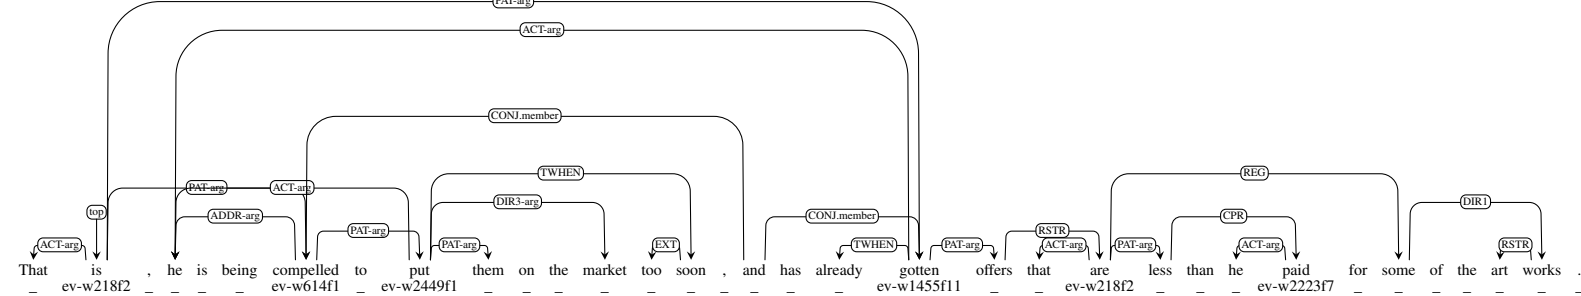 PAT-arg
ACT-arg
CONJ.member
TWHEN REG
PAT-arg ACT-arg
DIR3-arg DIR1
top
ADDR-arg CONJ.member CPR
PAT-arg RSTR
ACT-arg PAT-arg EXT TWHEN PAT-arg ACT-arg PAT-arg ACT-arg RSTR
That is , he is being compelled to put them on the market too soon , and has already gotten offers that are less than he paid for some of the art works .
_ ev-w218f2 _ _ _ _ ev-w614f1 _ ev-w2449f1 _ _ _ _ _ _ _ _ _ _ ev-w1455f11 _ _ ev-w218f2 _ _ _ ev-w2223f7 _ _ _ _ _ _ _